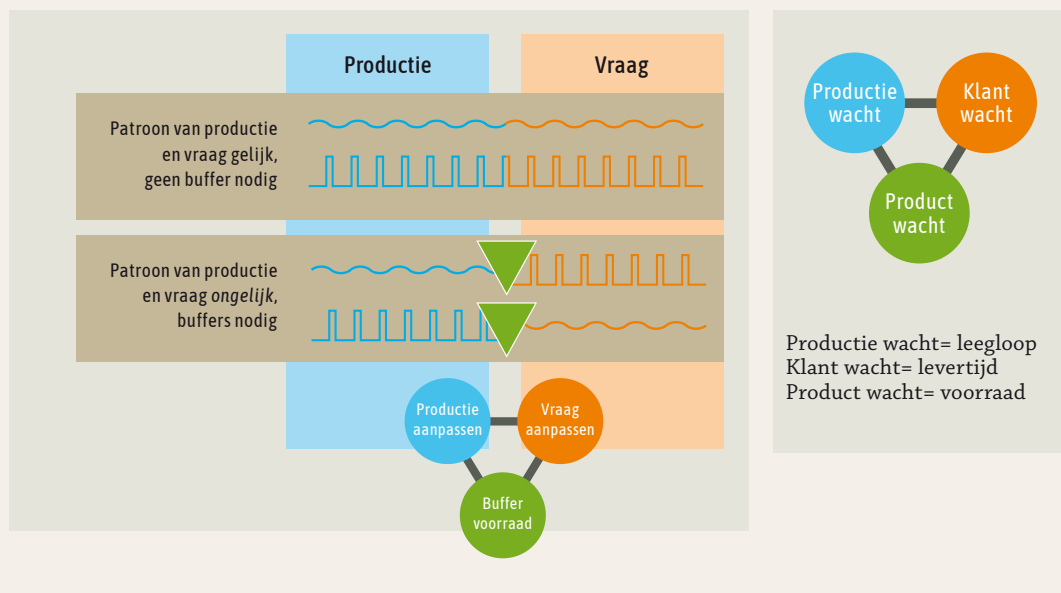 Productie
Vraag
Patroon van productie
en vraag gelijk,
geen buffer nodig
Patroon van productie
en vraag ongelijk,
buffers nodig
Productie
aanpassen
Vraag
aanpassen
Buffer
voorraad
Productie
wacht
Klant
wacht
Product
wacht
Productie wacht= leegloop
Klant wacht= levertijd
Product wacht= voorraad